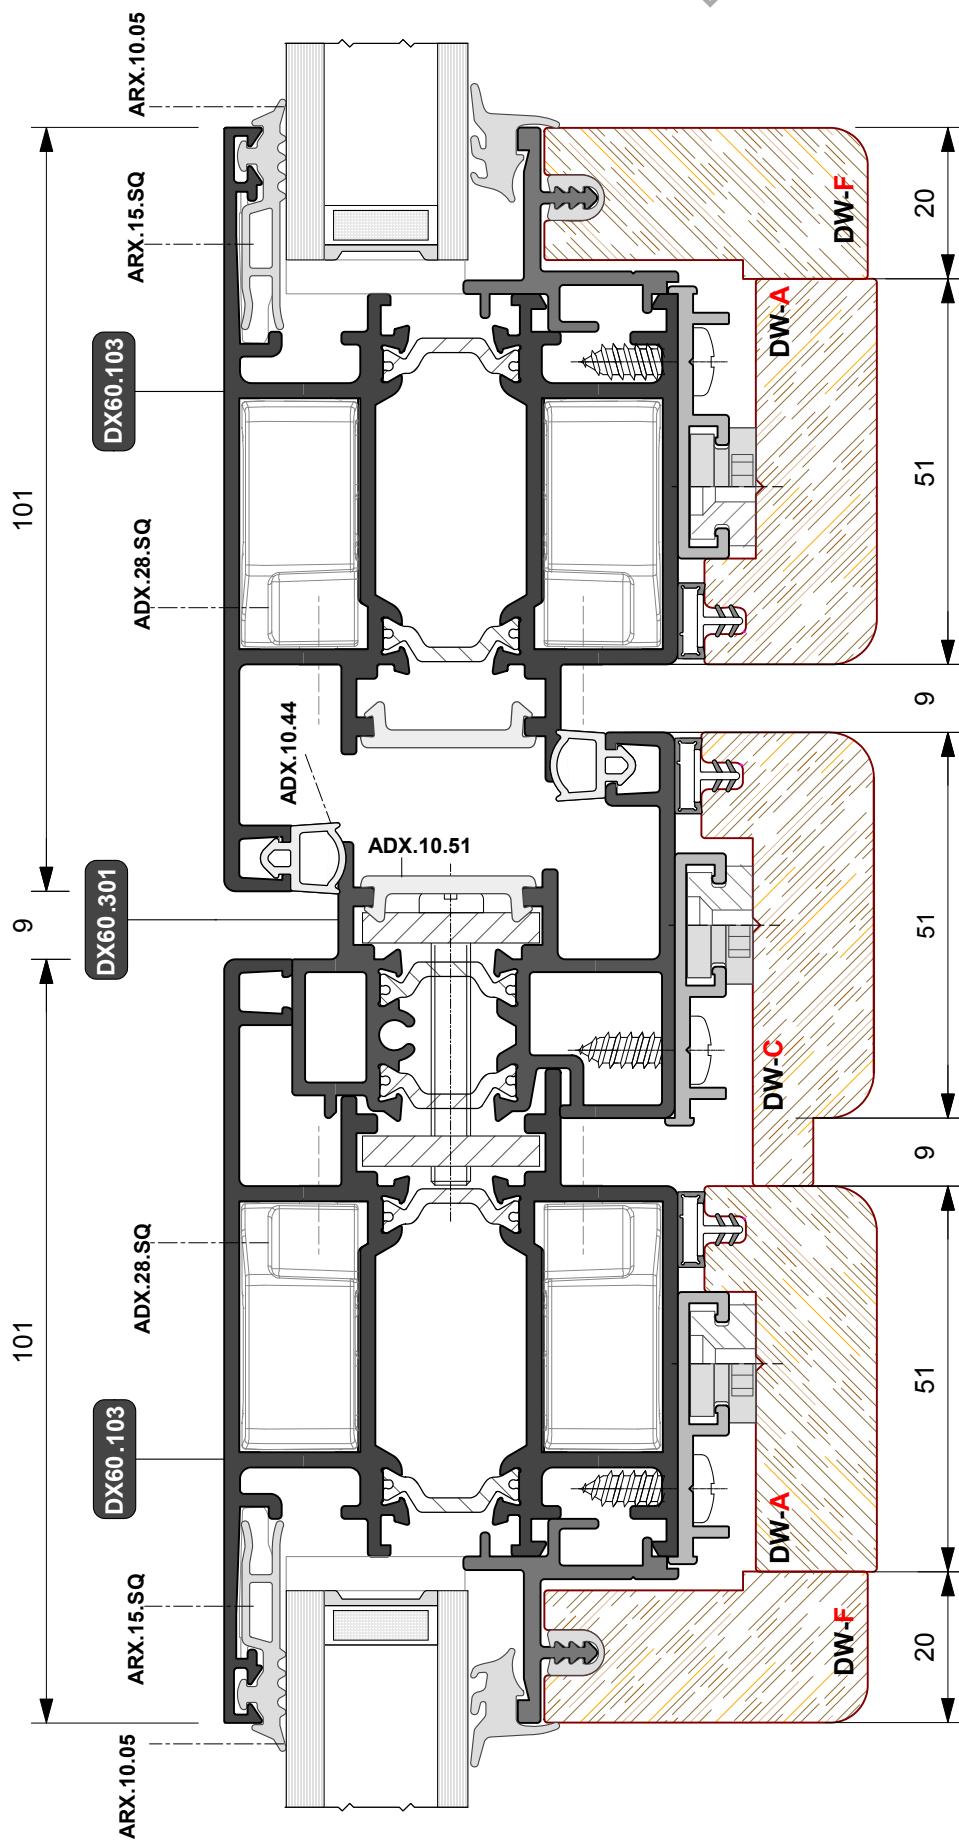 ARX.10.05
ARX.15.SQ
DX60.103
101
ADX.28.SQ
ADX.10.44
ADX.10.51
DX60.301
9
ADX.28.SQ
101
DX60.103
ARX.15.SQ
ARX.10.05
DW-F
20
DW-A
51
9
51
DW-C
9
51
DW-A
DW-F
20